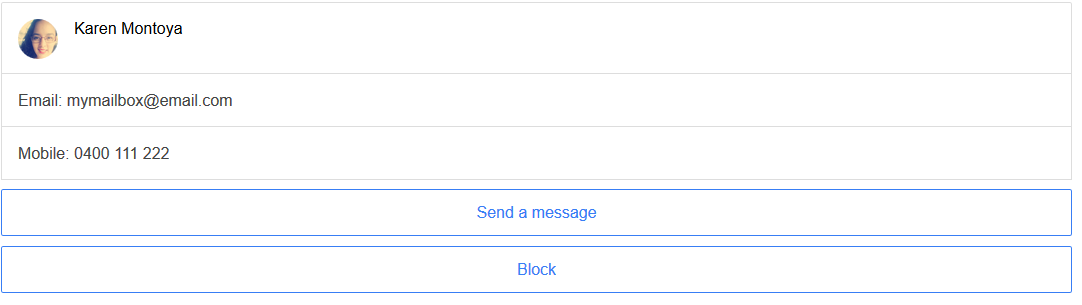 Karen Montoya
Email: mymailbox@email.com
Mobile: 0400 111 222
Send a message
Block